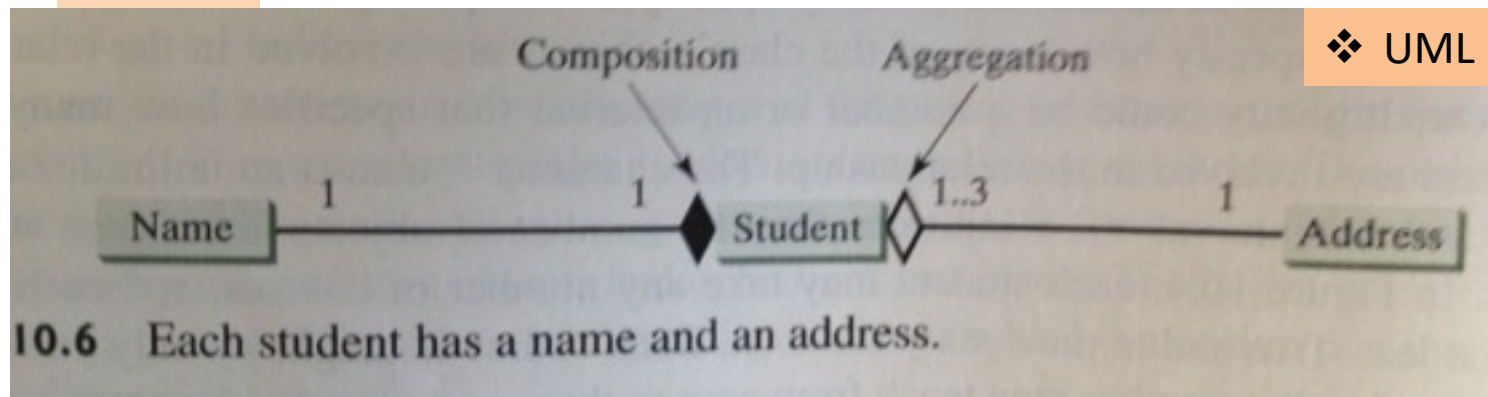 ❖ UML
Composition Aggregation
1 1 1..3 1
Name Student Address
10.6 Each student has a name and an address.